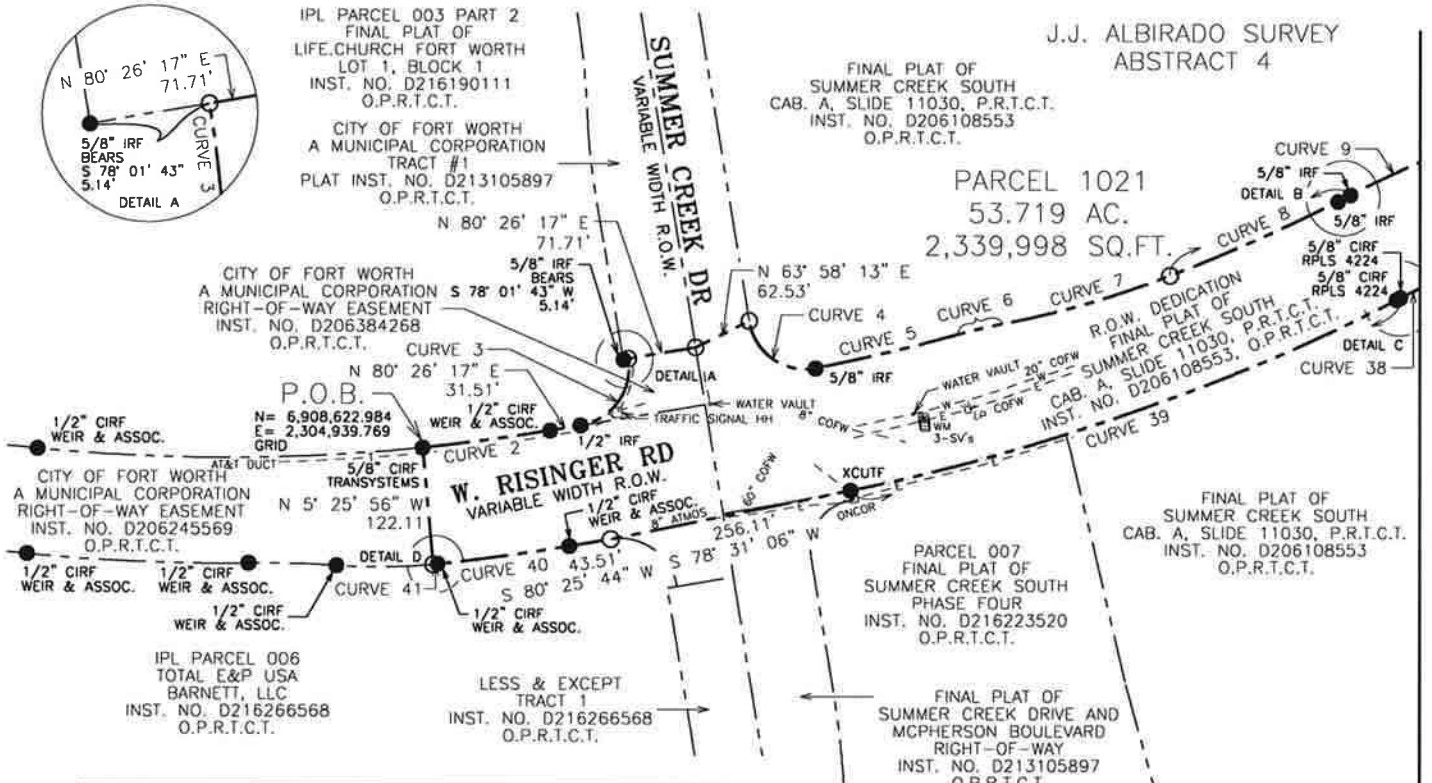 N 80° 26' 17" E
71.71'
5/8" IRF
BEARS
S 78° 01' 43"
5.14'
CURVE 3
DETAIL A
IPL PARCEL 003 PART 2
FINAL PLAT OF
LIFE.CHURCH FORT WORTH
LOT 1, BLOCK 1
INST. NO. D216190111
O.P.R.T.C.T.
CITY OF FORT WORTH
A MUNICIPAL CORPORATION
TRACT #1
PLAT INST. NO. D213105897
O.P.R.T.C.T.
N 80° 26' 17" E
71.71'
SUMMER CREEK DR
VARIABLE WIDTH R.O.W.
FINAL PLAT OF
SUMMER CREEK SOUTH
CAB. A, SLIDE 11030, P.R.T.C.T.
INST. NO. D206108553
O.P.R.T.C.T.
J.J. ALBIRADO SURVEY
ABSTRACT 4
PARCEL 1021
53.719 AC.
2,339,998 SQ.FT.
CURVE 9
5/8" IRF
DETAIL B
5/8" IRF
CURVE 8
5/8" CIRF
RPLS 4224
5/8" CIRF
RPLS 4224
CITY OF FORT WORTH
A MUNICIPAL CORPORATION
RIGHT-OF-WAY EASEMENT
INST. NO. D206384268
O.P.R.T.C.T.
5/8" IRF
BEARS
S 78° 01' 43" W
5.14'
N 63° 58' 13" E
62.53'
CURVE 4
CURVE 5
CURVE 6
CURVE 7
5/8" IRF
R.O.W. DEDICATION
FINAL PLAT OF
SUMMER CREEK SOUTH
CAB. A, SLIDE 11030, P.R.T.C.T.
INST. NO. D206108553, O.P.R.T.C.T.
DETAIL C
CURVE 38
CURVE 39
CURVE 3
DETAIL A
N 80° 26' 17" E
31.51'
P.O.B.
N= 6,908,622.984
E= 2,304,939.769
GRID
1/2" CIRF
WEIR & ASSOC.
1/2" CIRF
WEIR & ASSOC.
1/2" IRF
WATER VAULT
TRAFFIC SIGNAL HH
WATER VAULT
20" COFW
8" COFW
COFW
WM
3-SV's
AT&T DUCT
CURVE 2
5/8" CIRF
TRANSYSTEMS
W. RISINGER RD
VARIABLE WIDTH R.O.W.
CITY OF FORT WORTH
A MUNICIPAL CORPORATION
RIGHT-OF-WAY EASEMENT
INST. NO. D206245569
O.P.R.T.C.T.
N 5° 25' 56" W
122.11'
1/2" CIRF
WEIR & ASSOC.
8" ATMOS
60" COFW
XCUTF
ONCOR
256.11'
S 78° 31' 06" W
DETAIL D
CURVE 40
43.51'
S 80° 25' 44" W
CURVE 41
1/2" CIRF
WEIR & ASSOC.
1/2" CIRF
WEIR & ASSOC.
1/2" CIRF
WEIR & ASSOC.
1/2" CIRF
WEIR & ASSOC.
FINAL PLAT OF
SUMMER CREEK SOUTH
CAB. A, SLIDE 11030, P.R.T.C.T.
INST. NO. D206108553
O.P.R.T.C.T.
PARCEL 007
FINAL PLAT OF
SUMMER CREEK SOUTH
PHASE FOUR
INST. NO. D216223520
O.P.R.T.C.T.
IPL PARCEL 006
TOTAL E&P USA
BARNETT, LLC
INST. NO. D216266568
O.P.R.T.C.T.
LESS & EXCEPT
TRACT 1
INST. NO. D216266568
O.P.R.T.C.T.
FINAL PLAT OF
SUMMER CREEK DRIVE AND
MCPHERSON BOULEVARD
RIGHT-OF-WAY
INST. NO. D213105897
O.P.R.T.C.T.